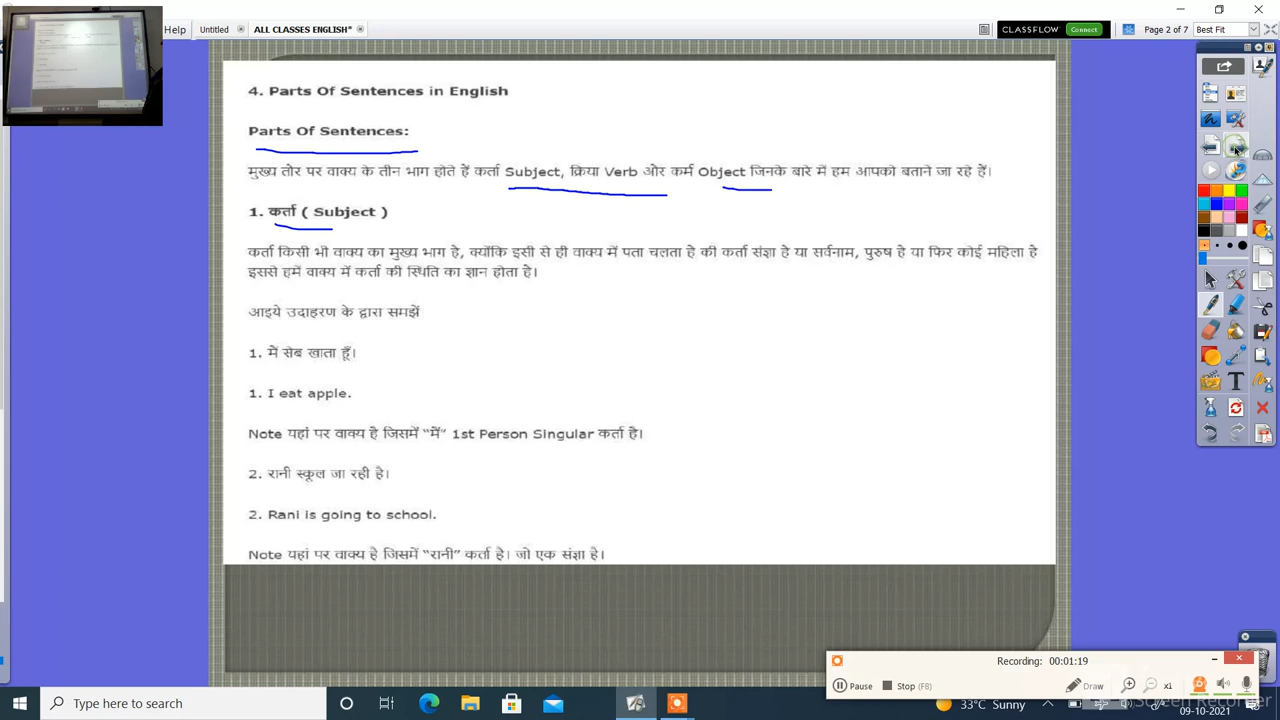 Help
Untitled
ALL CLASSES ENGLISH*
CLASSFLOW
Connect
Page 2 of 7
Best Fit
4. Parts Of Sentences in English
Parts Of Sentences:
मुख्य तौर पर वाक्य के तीन भाग होते हैं कर्ता Subject, क्रिया Verb और कर्म Object जिनके बारे में हम आपको बताने जा रहे हैं।
1. कर्ता ( Subject )
कर्ता किसी भी वाक्य का मुख्य भाग है, क्योंकि इसी से ही वाक्य में पता चलता है की कर्ता संज्ञा है या सर्वनाम, पुरुष है या फिर कोई महिला है
इससे हमें वाक्य में कर्ता की स्थिति का ज्ञान होता है।
आइये उदाहरण के द्वारा समझें
1. मैं सेब खाता हूँ।
1. I eat apple.
Note यहां पर वाक्य है जिसमें “मैं” 1st Person Singular कर्ता है।
2. रानी स्कूल जा रही है।
2. Rani is going to school.
Note यहां पर वाक्य है जिसमें “रानी” कर्ता है। जो एक संज्ञा है।
Recording: 00:01:19
Pause
Stop (F8)
Draw
x1
Type here to search
33°C Sunny
Screen Recorder
09-10-2021